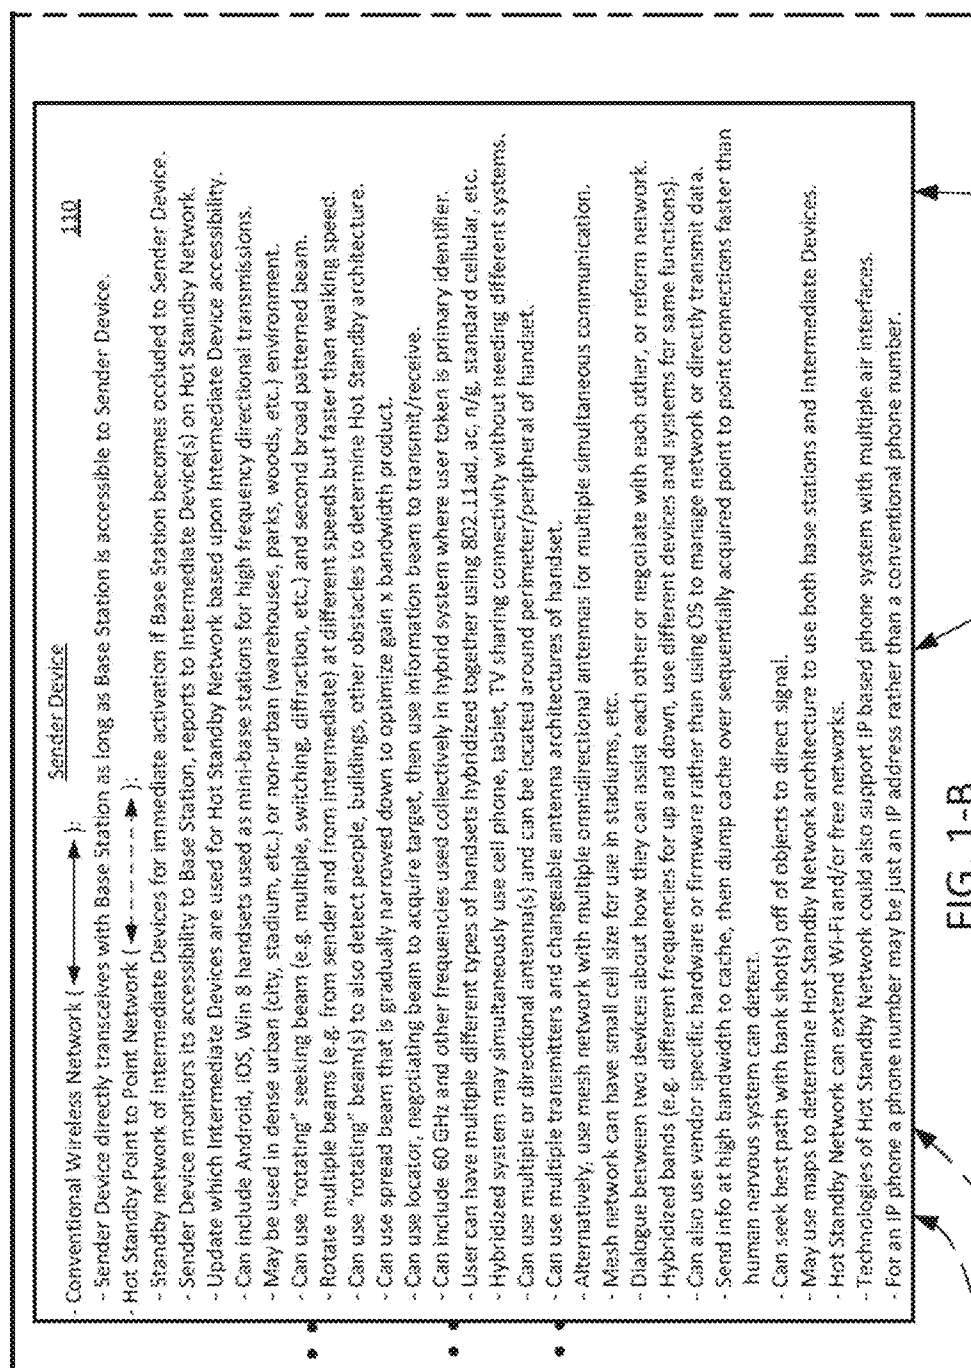 Sender Device
110
- Conventional Wireless Network ( ):
- Sender Device directly transceives with Base Station as long as Base Station is accessible to Sender Device.
- Hot Standby Point to Point Network ( ):
- Standby network of Intermediate Devices for immediate activation if Base Station becomes occluded to Sender Device.
- Sender Device monitors its accessibility to Base Station, reports to Intermediate Device(s) on Hot Standby Network.
- Update which Intermediate Devices are used for Hot Standby Network based upon Intermediate Device accessibility.
- Can include Android, iOS, Win 8 handsets used as mini-base stations for high frequency directional transmissions.
- May be used in dense urban (city, stadium, etc.) or non-urban (warehouses, parks, woods, etc.) environment.
- Can use "rotating" seeking beam (e.g. multiple, switching, diffraction, etc.) and second broad patterned beam.
- Rotate multiple beams (e.g. from sender and from intermediate) at different speeds but faster than walking speed.
- Can use "rotating" beam(s) to also detect people, buildings, other obstacles to determine Hot Standby architecture.
- Can use spread beam that is gradually narrowed down to optimize gain x bandwidth product.
- Can use locator, negotiating beam to acquire target, then use information beam to transmit/receive.
- Can include 60 GHz and other frequencies used collectively in hybrid system where user token is primary identifier.
- User can have multiple different types of handsets hybridized together using 802.11ad, ac, n/g, standard cellular, etc.
- Hybridized system may simultaneously use cell phone, tablet, TV sharing connectivity without needing different systems.
- Can use multiple or directional antenna(s) and can be located around perimeter/peripheral of handset.
- Can use multiple transmitters and changeable antenna architectures of handset.
- Alternatively, use mesh network with multiple omnidirectional antennas for multiple simultaneous communication.
- Mesh network can have small cell size for use in stadiums, etc.
- Dialogue between two devices about how they can assist each other or negotiate with each other, or reform network.
- Hybridized bands (e.g. different frequencies for up and down, use different devices and systems for same functions).
- Can also use vendor specific hardware or firmware rather than using OS to manage network or directly transmit data.
- Send info at high bandwidth to cache, then dump cache over sequentially acquired point to point connections faster than
human nervous system can detect.
- Can seek best path with bank shot(s) off of objects to direct signal.
- May use maps to determine Hot Standby Network architecture to use both base stations and Intermediate Devices.
- Hot Standby Network can extend Wi-Fi and/or free networks.
- Technologies of Hot Standby Network could also support IP based phone system with multiple air interfaces.
- For an IP phone a phone number may be just an IP address rather than a conventional phone number.
FIG. 1-B